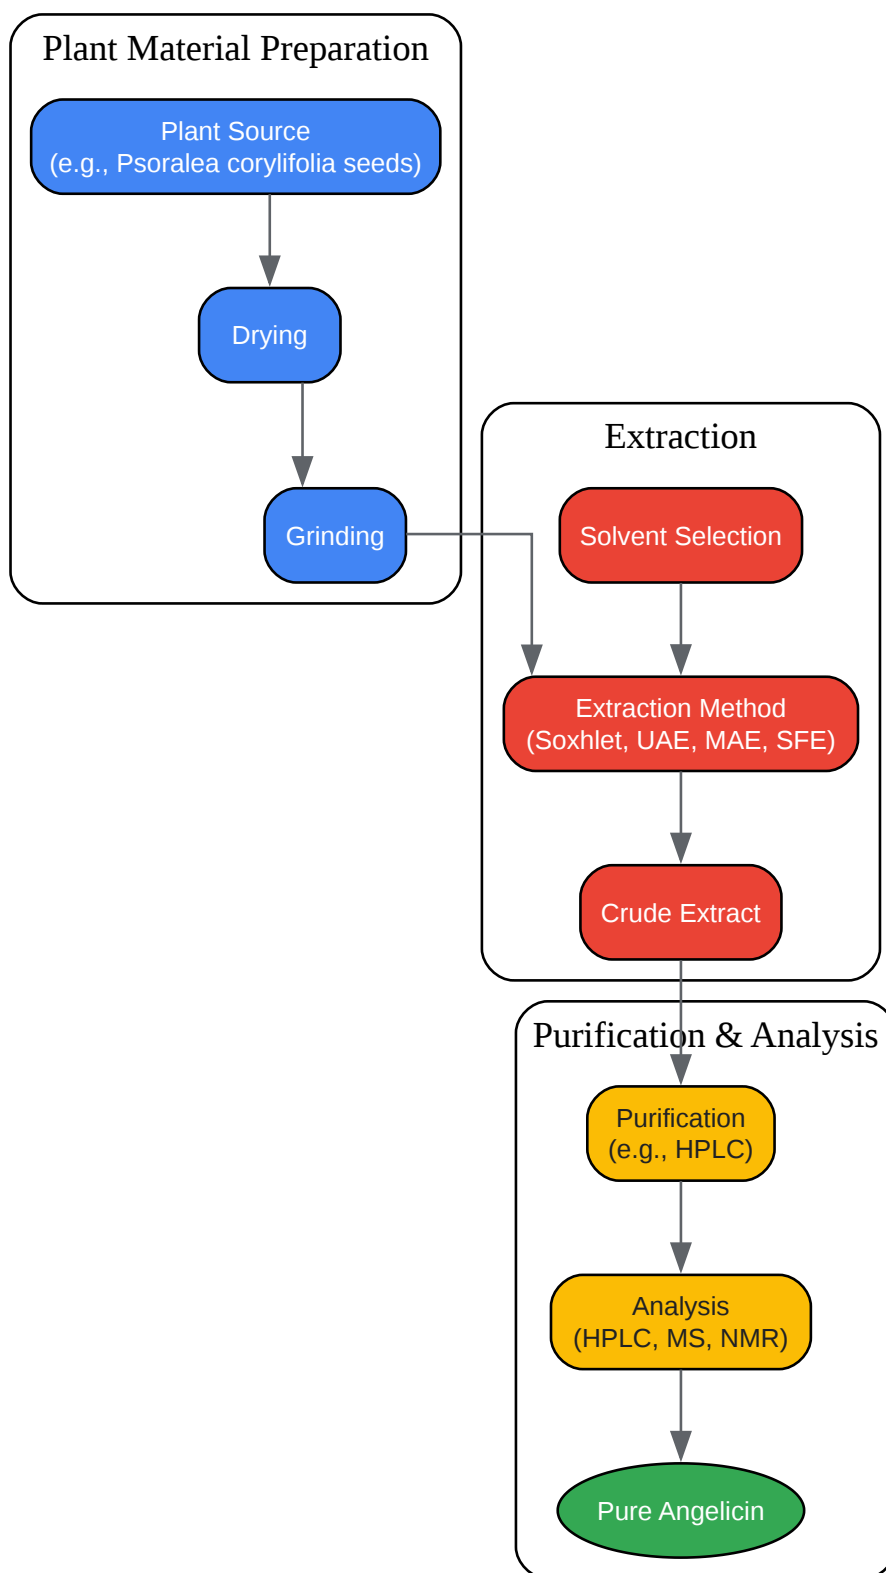 Plant Material Preparation
Plant Source
(e.g., Psoralea corylifolia seeds)
Drying
Grinding
Extraction
Solvent Selection
Extraction Method
(Soxhlet, UAE, MAE, SFE)
Crude Extract
Purification & Analysis
Purification
(e.g., HPLC)
Analysis
(HPLC, MS, NMR)
Pure Angelicin